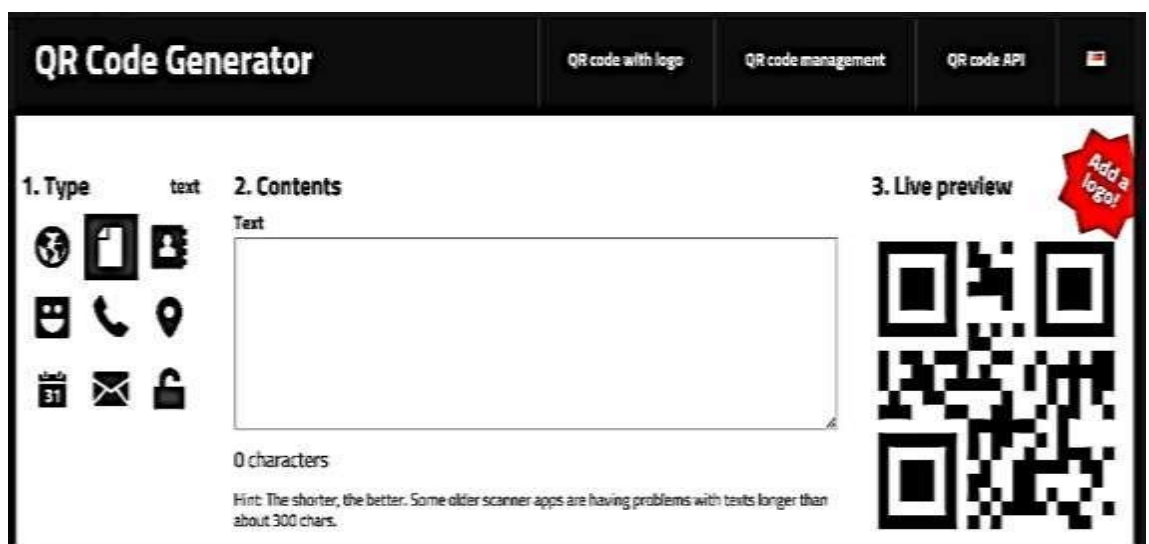 QR Code Generator
QR code with logo
QR code management
QR code API
1. Type
text
2. Contents
Text
3. Live preview
Add a
logo!
31
0 characters
Hint: The shorter, the better. Some older scanner apps are having problems with texts longer than
about 300 chars.